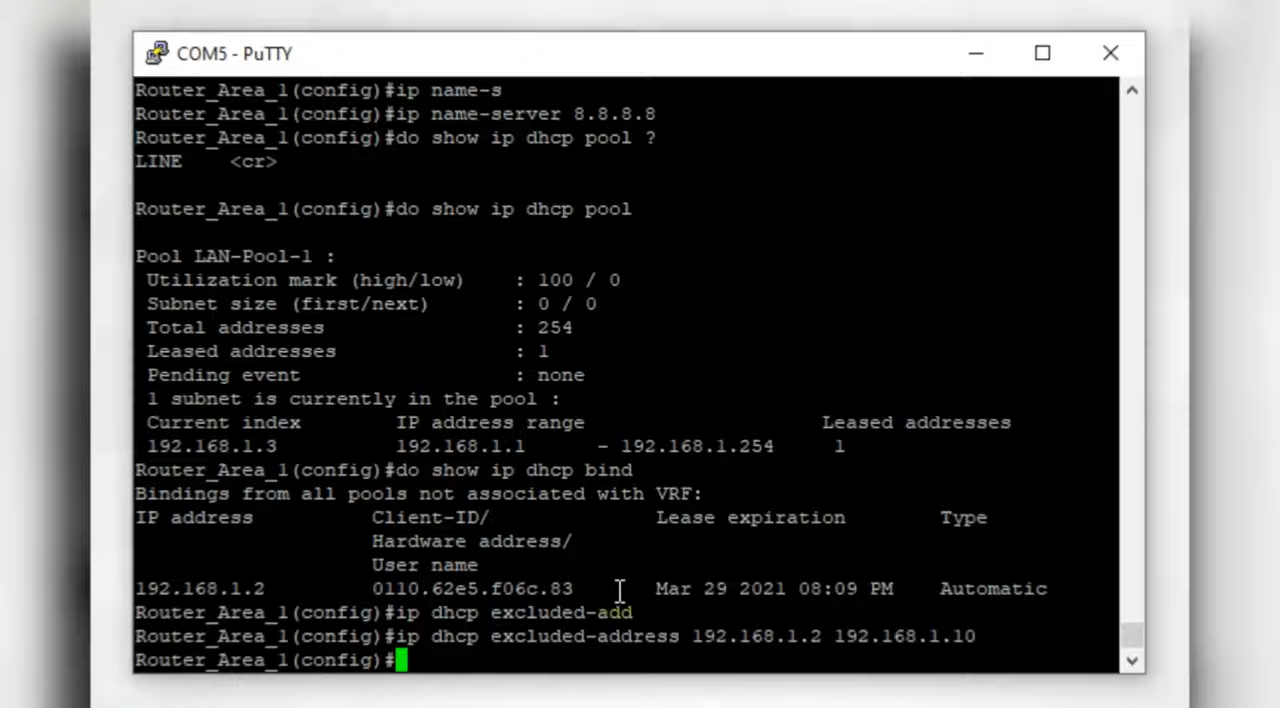 COM5 - PuTTY
Router_Area_1(config)#ip name-s
Router_Area_1(config)#ip name-server 8.8.8.8
Router_Area_1(config)#do show ip dhcp pool ?
LINE    <cr>
Router_Area_1(config)#do show ip dhcp pool
Pool LAN-Pool-1 :
Utilization mark (high/low)    : 100 / 0
Subnet size (first/next)    : 0 / 0
Total addresses    : 254
Leased addresses    : 1
Pending event    : none
1 subnet is currently in the pool :
Current index    IP address range    Leased addresses
192.168.1.3    192.168.1.1    - 192.168.1.254    1
Router_Area_1(config)#do show ip dhcp bind
Bindings from all pools not associated with VRF:
IP address    Client-ID/    Lease expiration    Type
Hardware address/
User name
192.168.1.2    0110.62e5.f06c.83    Mar 29 2021 08:09 PM    Automatic
Router_Area_1(config)#ip dhcp excluded-add
Router_Area_1(config)#ip dhcp excluded-address 192.168.1.2 192.168.1.10
Router_Area_1(config)#